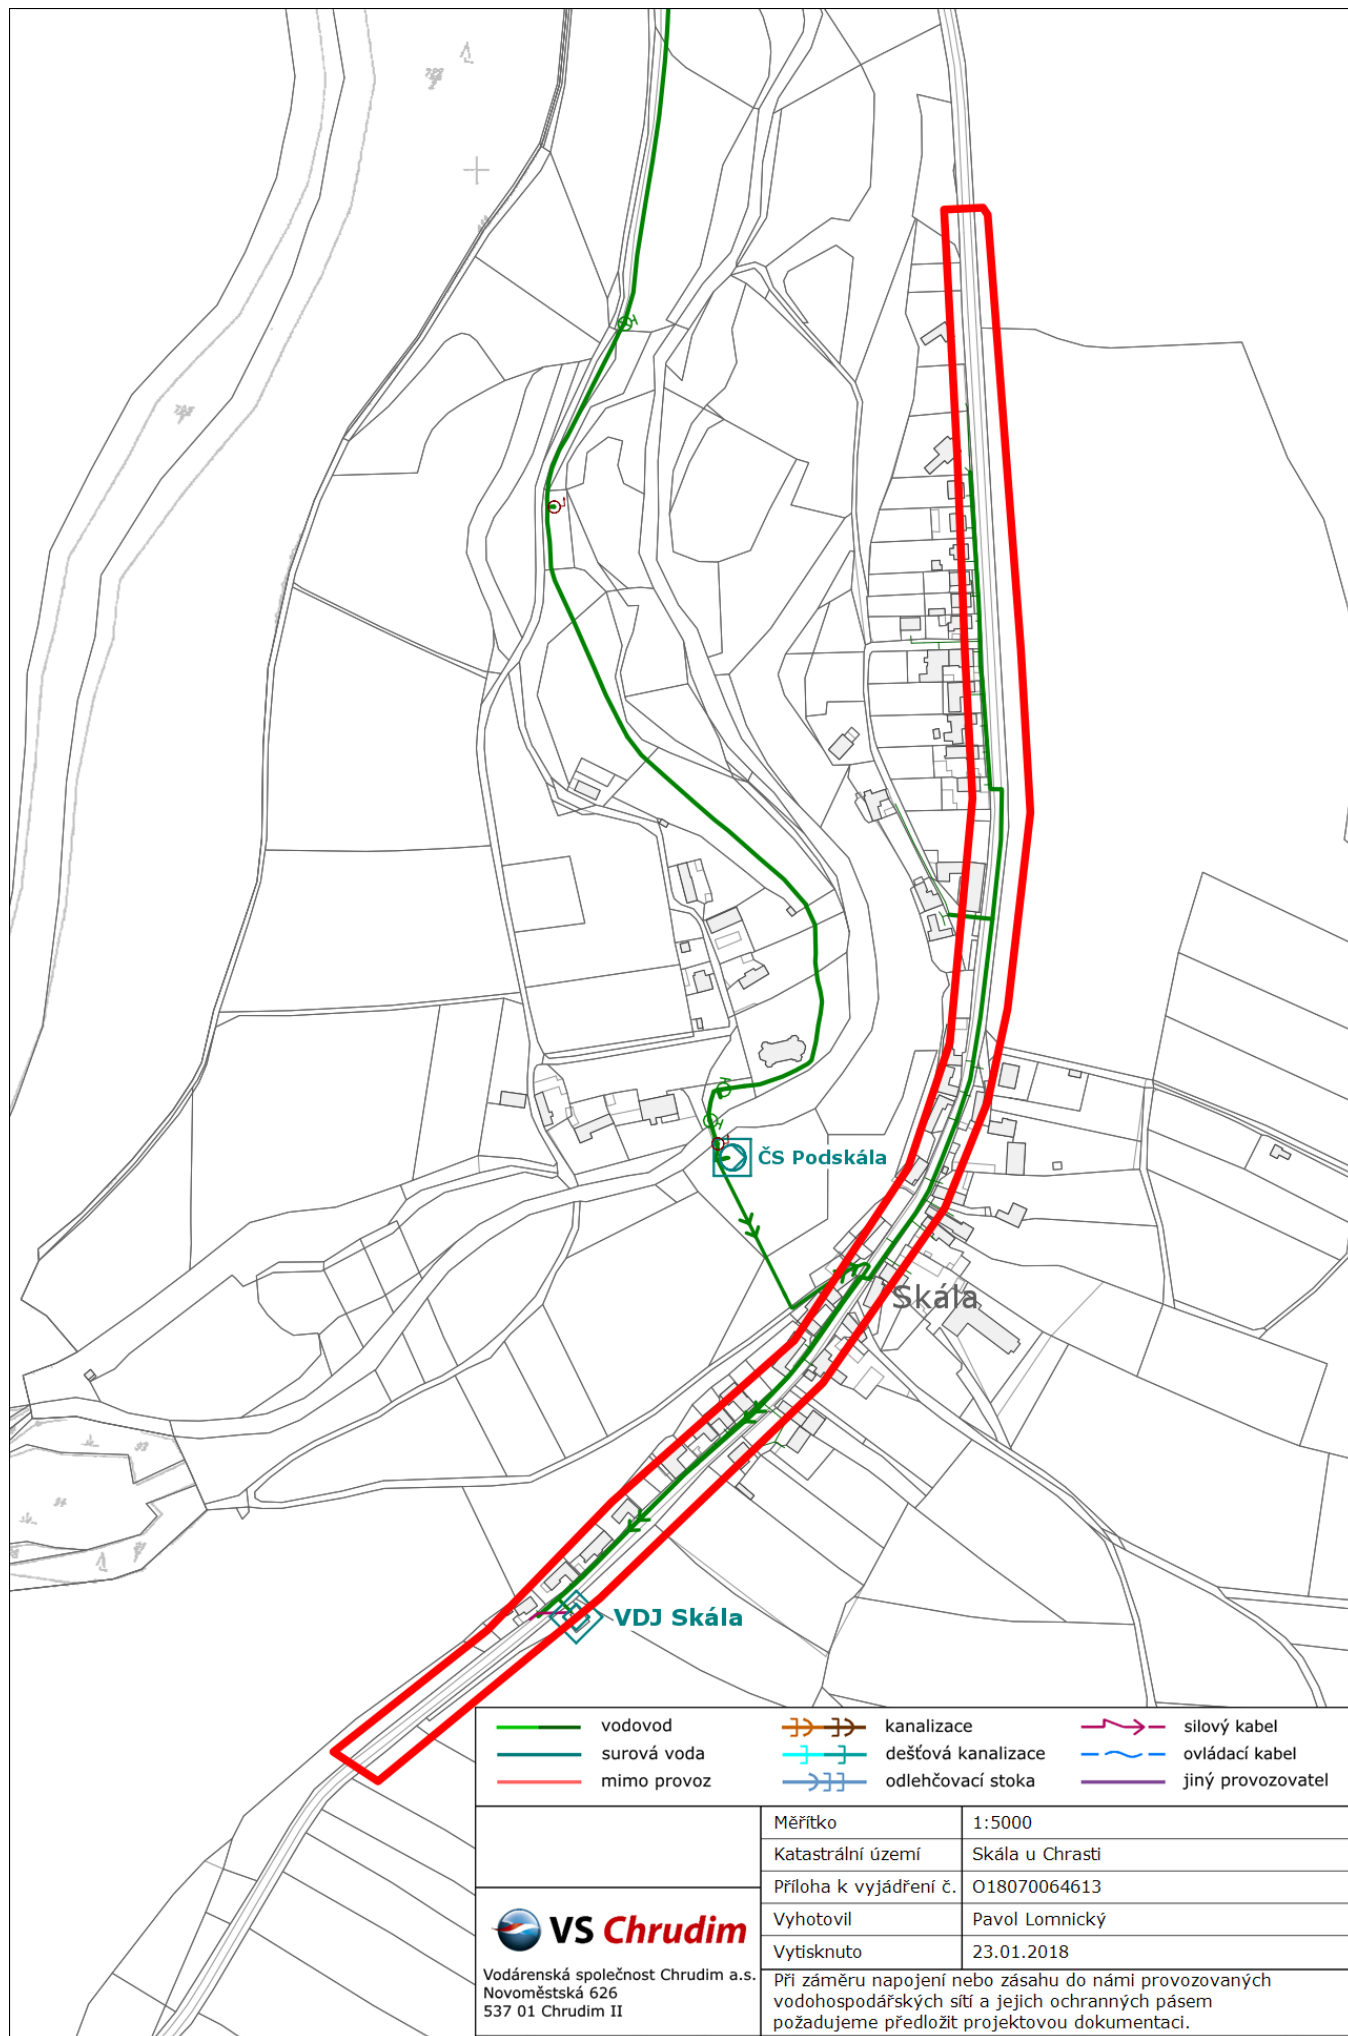 ČS Podskála
Skála
VDJ Skála
vodovod
surová voda
mimo provoz
kanalizace
dešťová kanalizace
odlehčovací stoka
silový kabel
ovládací kabel
jiný provozovatel
Měřítko 1:5000
Katastrální území Skála u Chrasti
Příloha k vyjádření č. O18070064613
Vyhotovil Pavol Lomnický
Vytisknuto 23.01.2018
VS Chrudim
Vodárenská společnost Chrudim a.s.
Novoměstská 626
537 01 Chrudim II
Při záměru napojení nebo zásahu do námi provozovaných
vodohospodářských sítí a jejich ochranných pásem
požadujeme předložit projektovou dokumentaci.